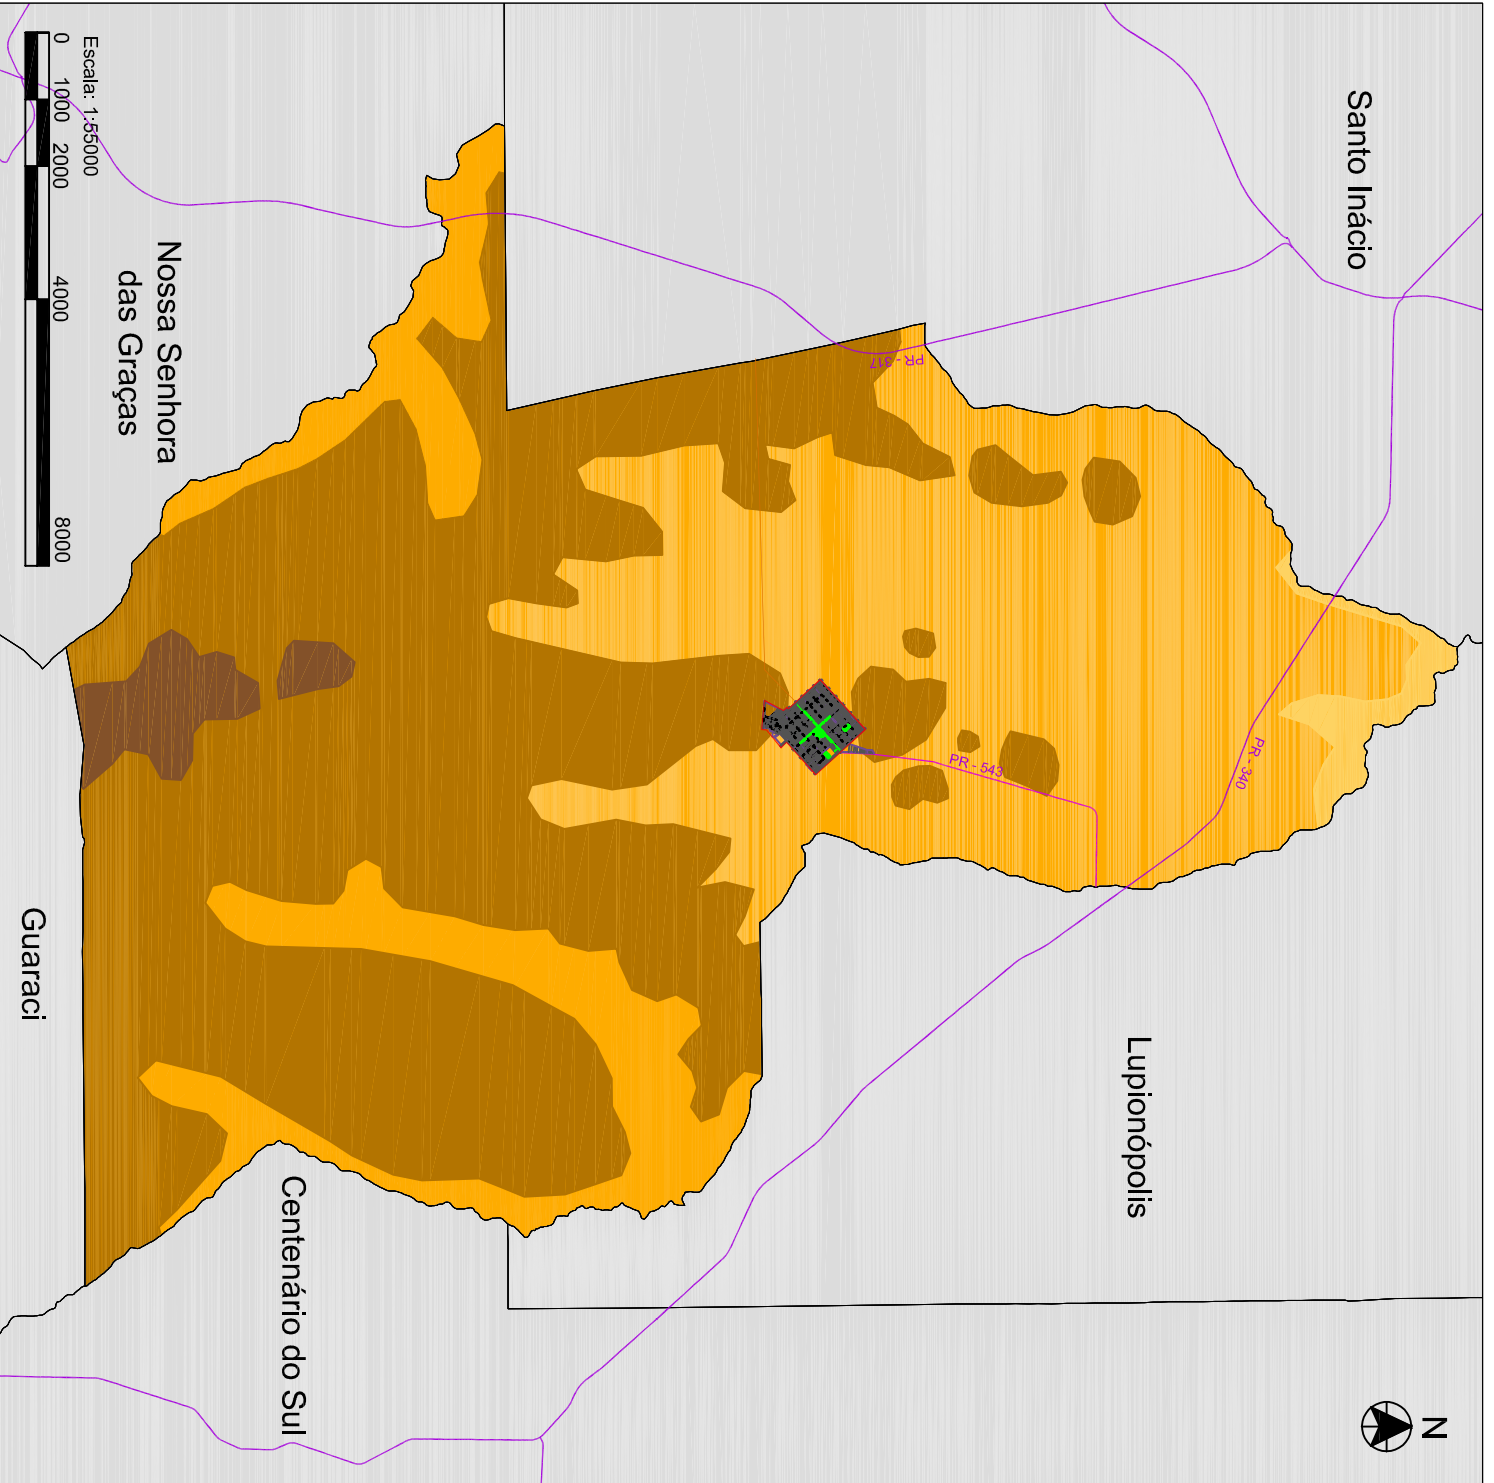 N
Santo Inácio
Lupionópolis
PR - 340
PR - 543
PR - 317
Nossa Senhora
das Graças
Centenário do Sul
Guaraci
Escala: 1:55000
0 1000 2000 4000 8000